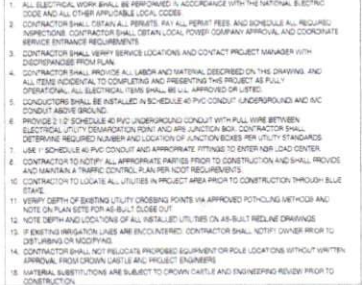 1. ALL ELECTRICAL WORK SHALL BE PERFORMED IN ACCORDANCE WITH THE NATIONAL ELECTRIC
CODE AND ALL OTHER APPLICABLE LOCAL CODES.
2. CONTRACTOR SHALL OBTAIN ALL PERMITS, PAY ALL PERMIT FEES, AND SCHEDULE ALL REQUIRED
INSPECTIONS. CONTRACTOR SHALL OBTAIN LOCAL POWER COMPANY APPROVAL AND COORDINATE
SERVICE ENTRANCE REQUIREMENTS.
3. CONTRACTOR SHALL VERIFY SERVICE LOCATIONS AND CONTACT PROJECT MANAGER WITH
DISCREPANCIES FROM PLAN.
4. CONTRACTOR SHALL PROVIDE ALL LABOR AND MATERIAL DESCRIBED ON THIS DRAWING, AND
ALL ITEMS INCIDENTAL TO COMPLETING AND PRESENTING THIS PROJECT AS FULLY
OPERATIONAL. ALL ELECTRICAL ITEMS SHALL BE U.L. APPROVED OR LISTED.
5. CONDUCTORS SHALL BE INSTALLED IN SCHEDULE 40 PVC CONDUIT (UNDERGROUND) AND IMC
CONDUIT ABOVE GROUND.
6. PROVIDE 2 1/2" SCHEDULE 40 PVC UNDERGROUND CONDUIT WITH PULL WIRE BETWEEN
ELECTRICAL UTILITY DEMARCATION POINT AND JUNCTION BOX. CONTRACTOR SHALL
DETERMINE REQUIRED NUMBER AND LOCATION OF JUNCTION BOXES PER UTILITY STANDARDS.
7. USE 1" SCHEDULE 40 PVC CONDUIT AND APPROPRIATE FITTINGS TO ENTER LOAD CENTER.
8. CONTRACTOR TO NOTIFY ALL APPROPRIATE PARTIES PRIOR TO CONSTRUCTION AND SHALL PROVIDE
AND MAINTAIN A TRAFFIC CONTROL PLAN PER REQUIREMENTS.
10. CONTRACTOR TO LOCATE ALL UTILITIES IN PROJECT AREA PRIOR TO CONSTRUCTION THROUGH BLUE
STAKE.
11. VERIFY DEPTH OF EXISTING UTILITY CROSSING POINTS VIA APPROVED POTHOLING METHODS AND
NOTE ON PLAN SETS FOR AS-BUILT CLOSE OUT.
12. NOTE DEPTH AND LOCATIONS OF ALL INSTALLED UTILITIES ON AS-BUILT REDLINE DRAWINGS.
13. IF EXISTING IRRIGATION LINES ARE ENCOUNTERED, CONTRACTOR SHALL NOTIFY OWNER PRIOR TO
DISTURBING OR MODIFYING.
14. CONTRACTOR SHALL NOT RELOCATE PROPOSED EQUIPMENT OR POLE LOCATIONS WITHOUT WRITTEN
APPROVAL FROM CROWN CASTLE AND PROJECT ENGINEERS.
MATERIAL SUBSTITUTIONS ARE SUBJECT TO CROWN CASTLE AND ENGINEERING REVIEW PRIOR TO
CONSTRUCTION.